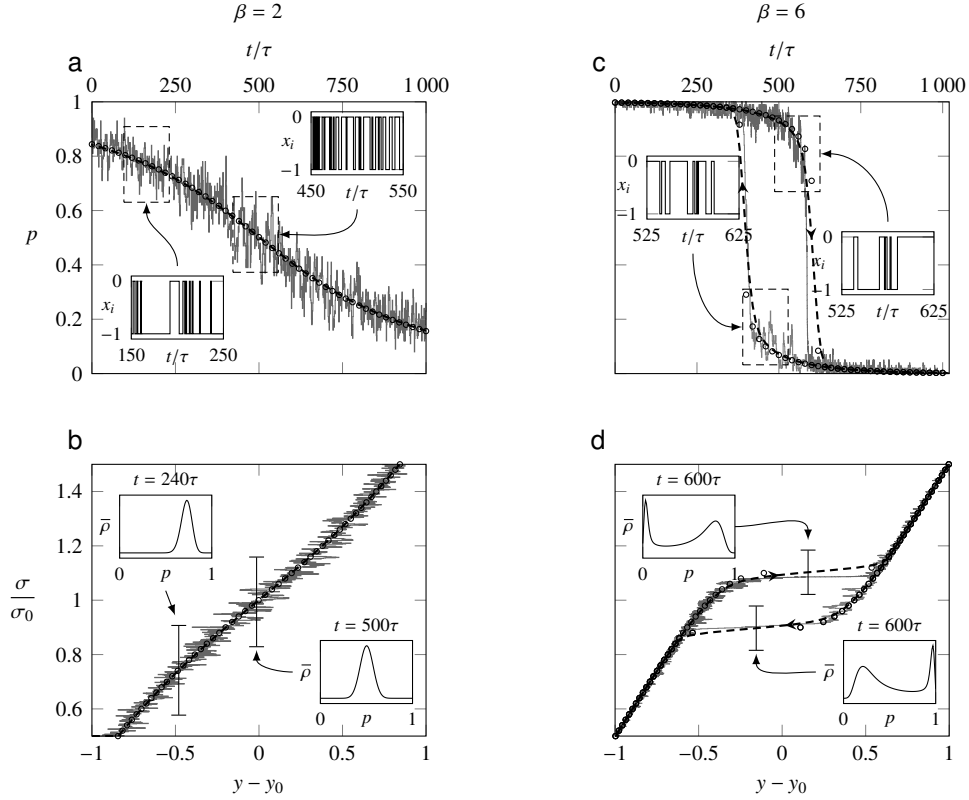 β = 2
β = 6
a
t/τ
0 250 500 750 1000
c
t/τ
0 250 500 750 1 000
p
1
0.8
0.6
0.4
0.2
0
x_i
0
−1
450 t/τ 550
x_i
0
−1
150 t/τ 250
x_i
0
−1
525 t/τ 625
x_i
0
−1
525 t/τ 625
b
σ/σ_0
1.4
1.2
1.0
0.8
0.6
t = 240τ
ρ̅
0 p 1
t = 500τ
ρ̅
0 p 1
−1 −0.5 0 0.5 1
y − y_0
d
t = 600τ
ρ̅
0 p 1
t = 600τ
ρ̅
0 p 1
−1 −0.5 0 0.5 1
y − y_0